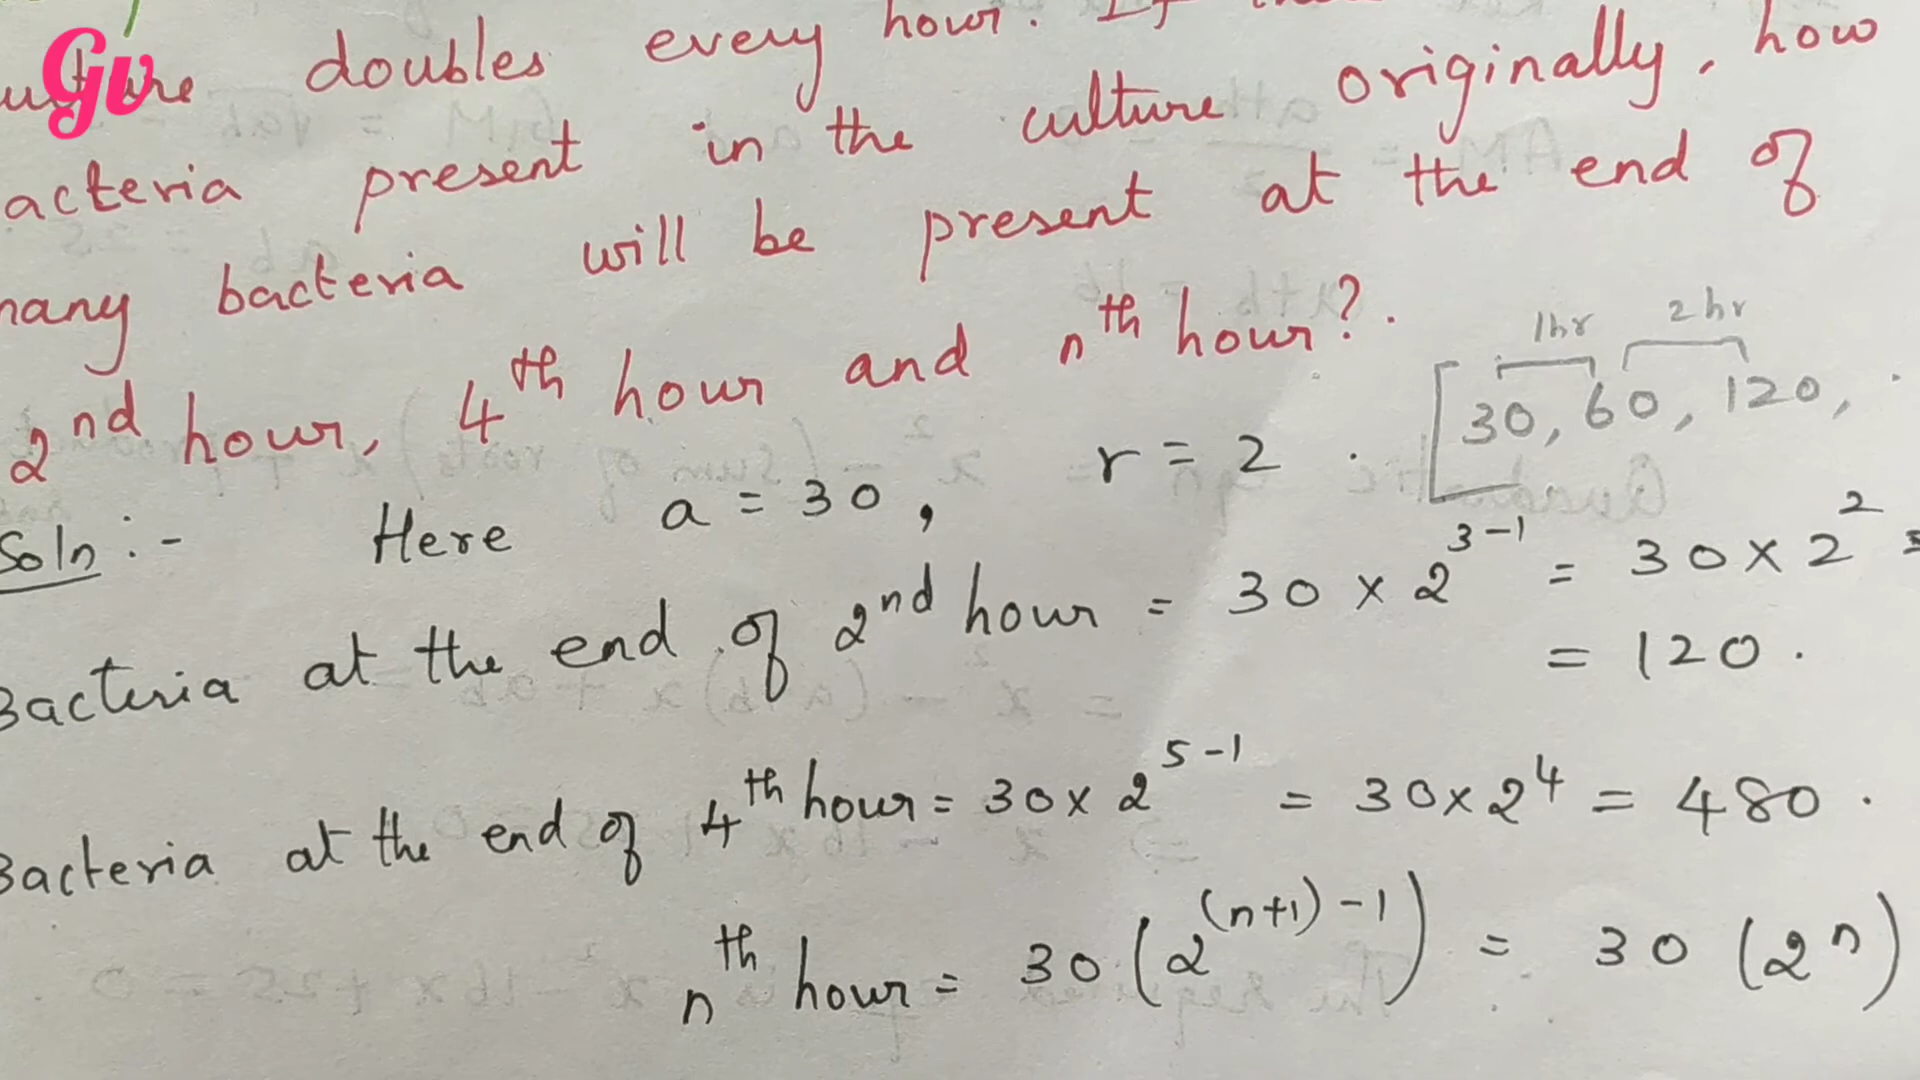 Gv
doubles every hour. If
acteria present in the culture originally, how
many bacteria will be present at the end of
2nd hour, 4th hour and nth hour?.
1hr 2hr
[30, 60, 120, .
Soln :- Here a = 30, r = 2 .
Bacteria at the end of 2nd hour = 30 × 2^3-1 = 30 × 2^2 =
= 120 .
Bacteria at the end of 4th hour = 30 × 2^5-1 = 30 × 2^4 = 480 .
nth hour = 30 (2^(n+1)-1) = 30 (2^n)